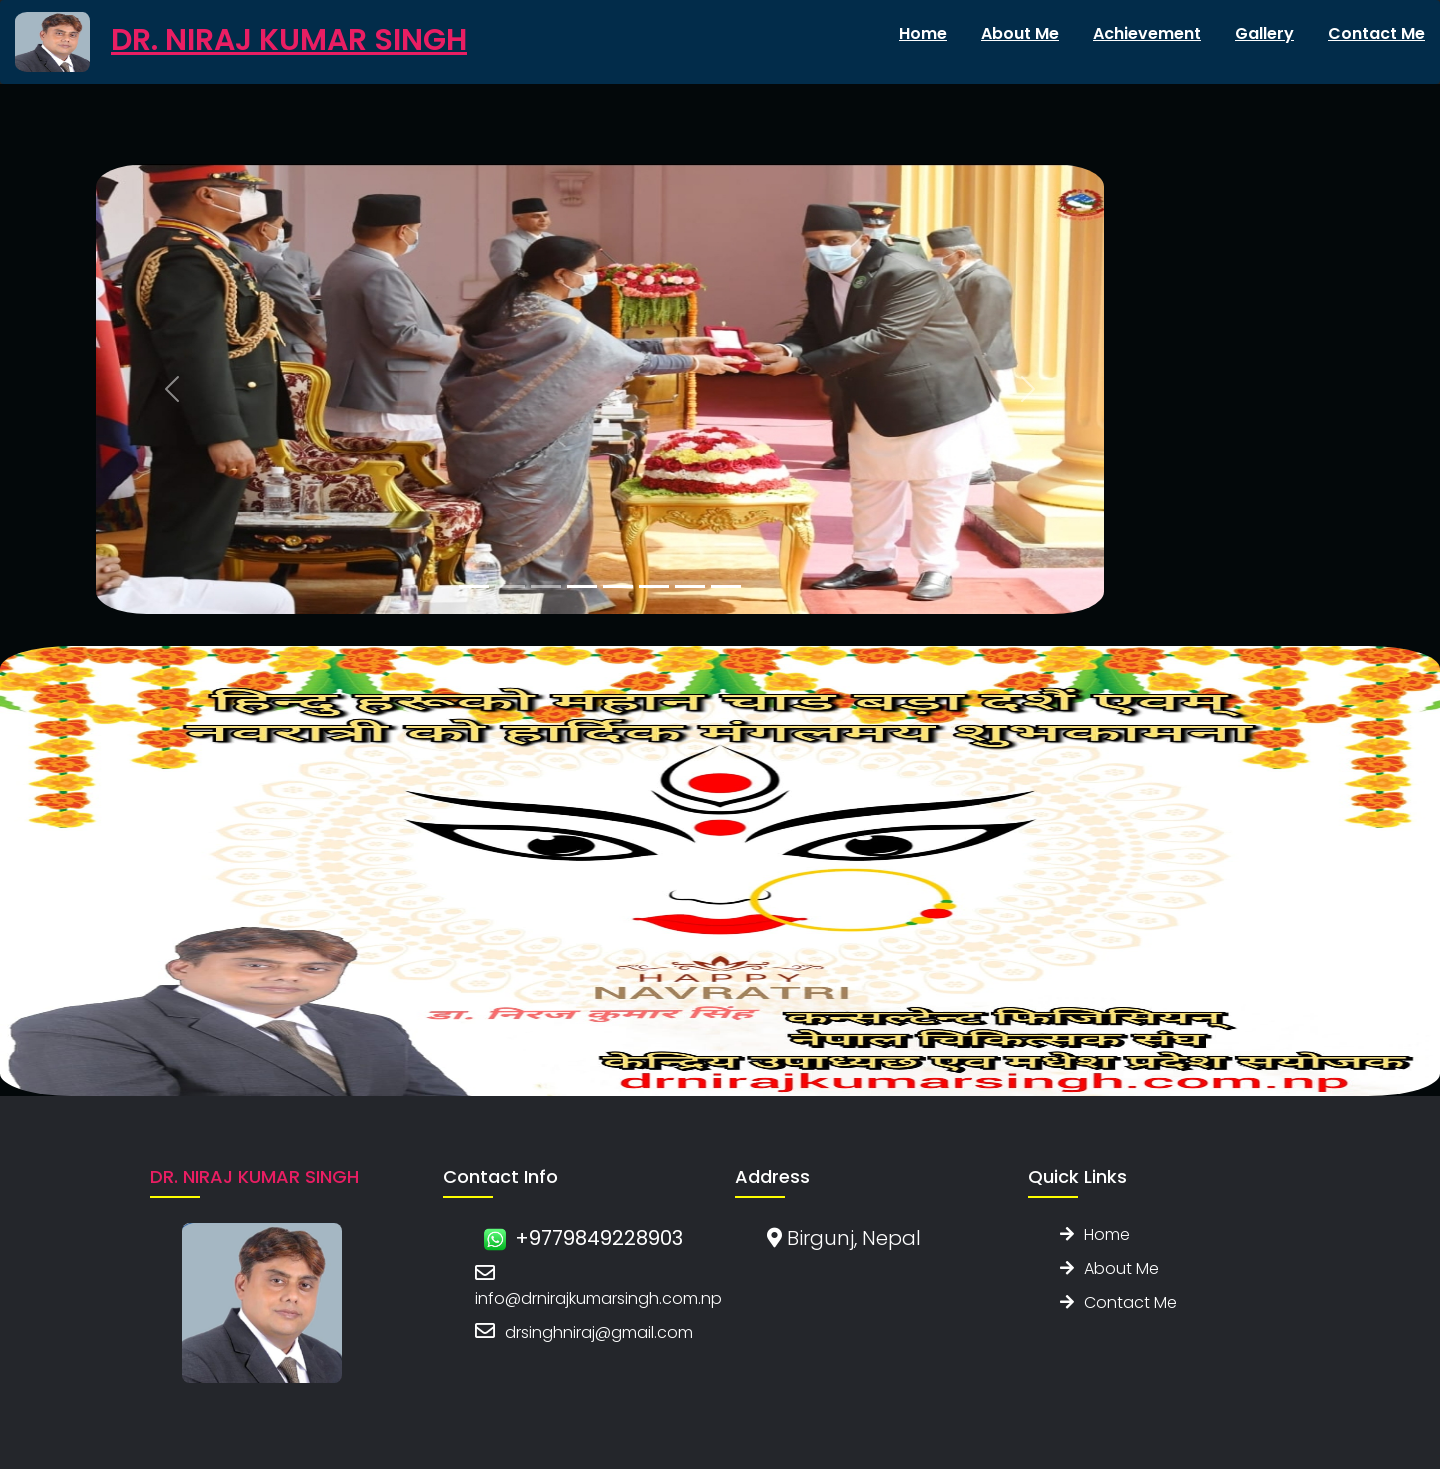 DR. NIRAJ KUMAR SINGH
Home
About Me
Achievement
Gallery
Contact Me
हिन्दु हरूको महान चाड बड़ा दशैं एवम्
नवरात्री को हार्दिक मंगलमय शुभकामना
HAPPY
NAVRATRI
डा. निरज कुमार सिंह
कन्सल्टेन्ट फिजिसियन्
नेपाल चिकित्सक संघ
केन्द्रिय उपाध्यछ एव मधेश प्रदेश सयोजक
drnirajkumarsingh.com.np
DR. NIRAJ KUMAR SINGH
Contact Info
+9779849228903
info@drnirajkumarsingh.com.np
drsinghniraj@gmail.com
Address
Birgunj, Nepal
Quick Links
Home
About Me
Contact Me